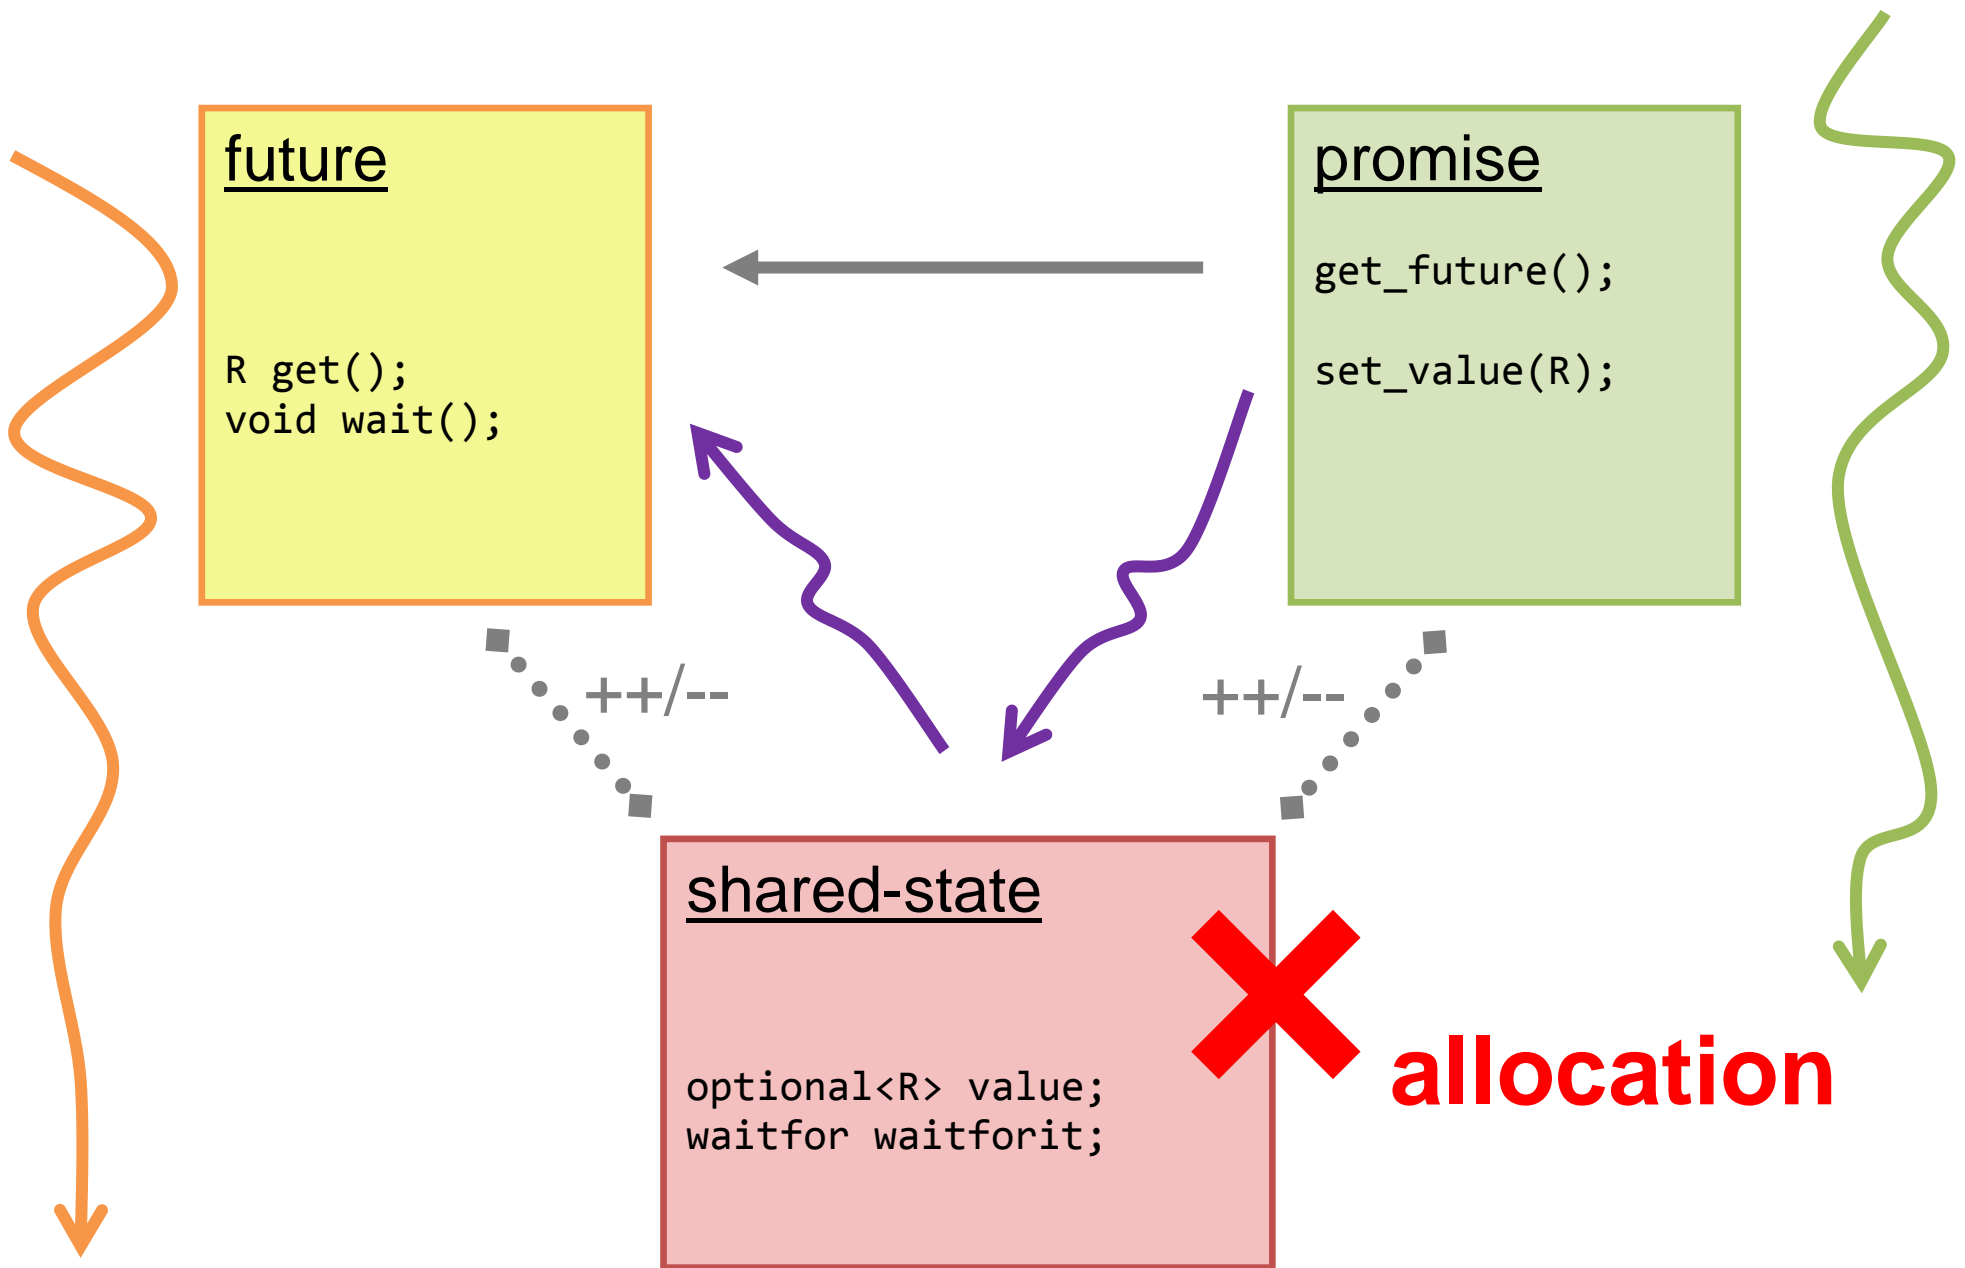 future
R get();
void wait();
promise
get_future();
set_value(R);
++/--
++/--
shared-state
optional<R> value;
waitfor waitforit;
allocation